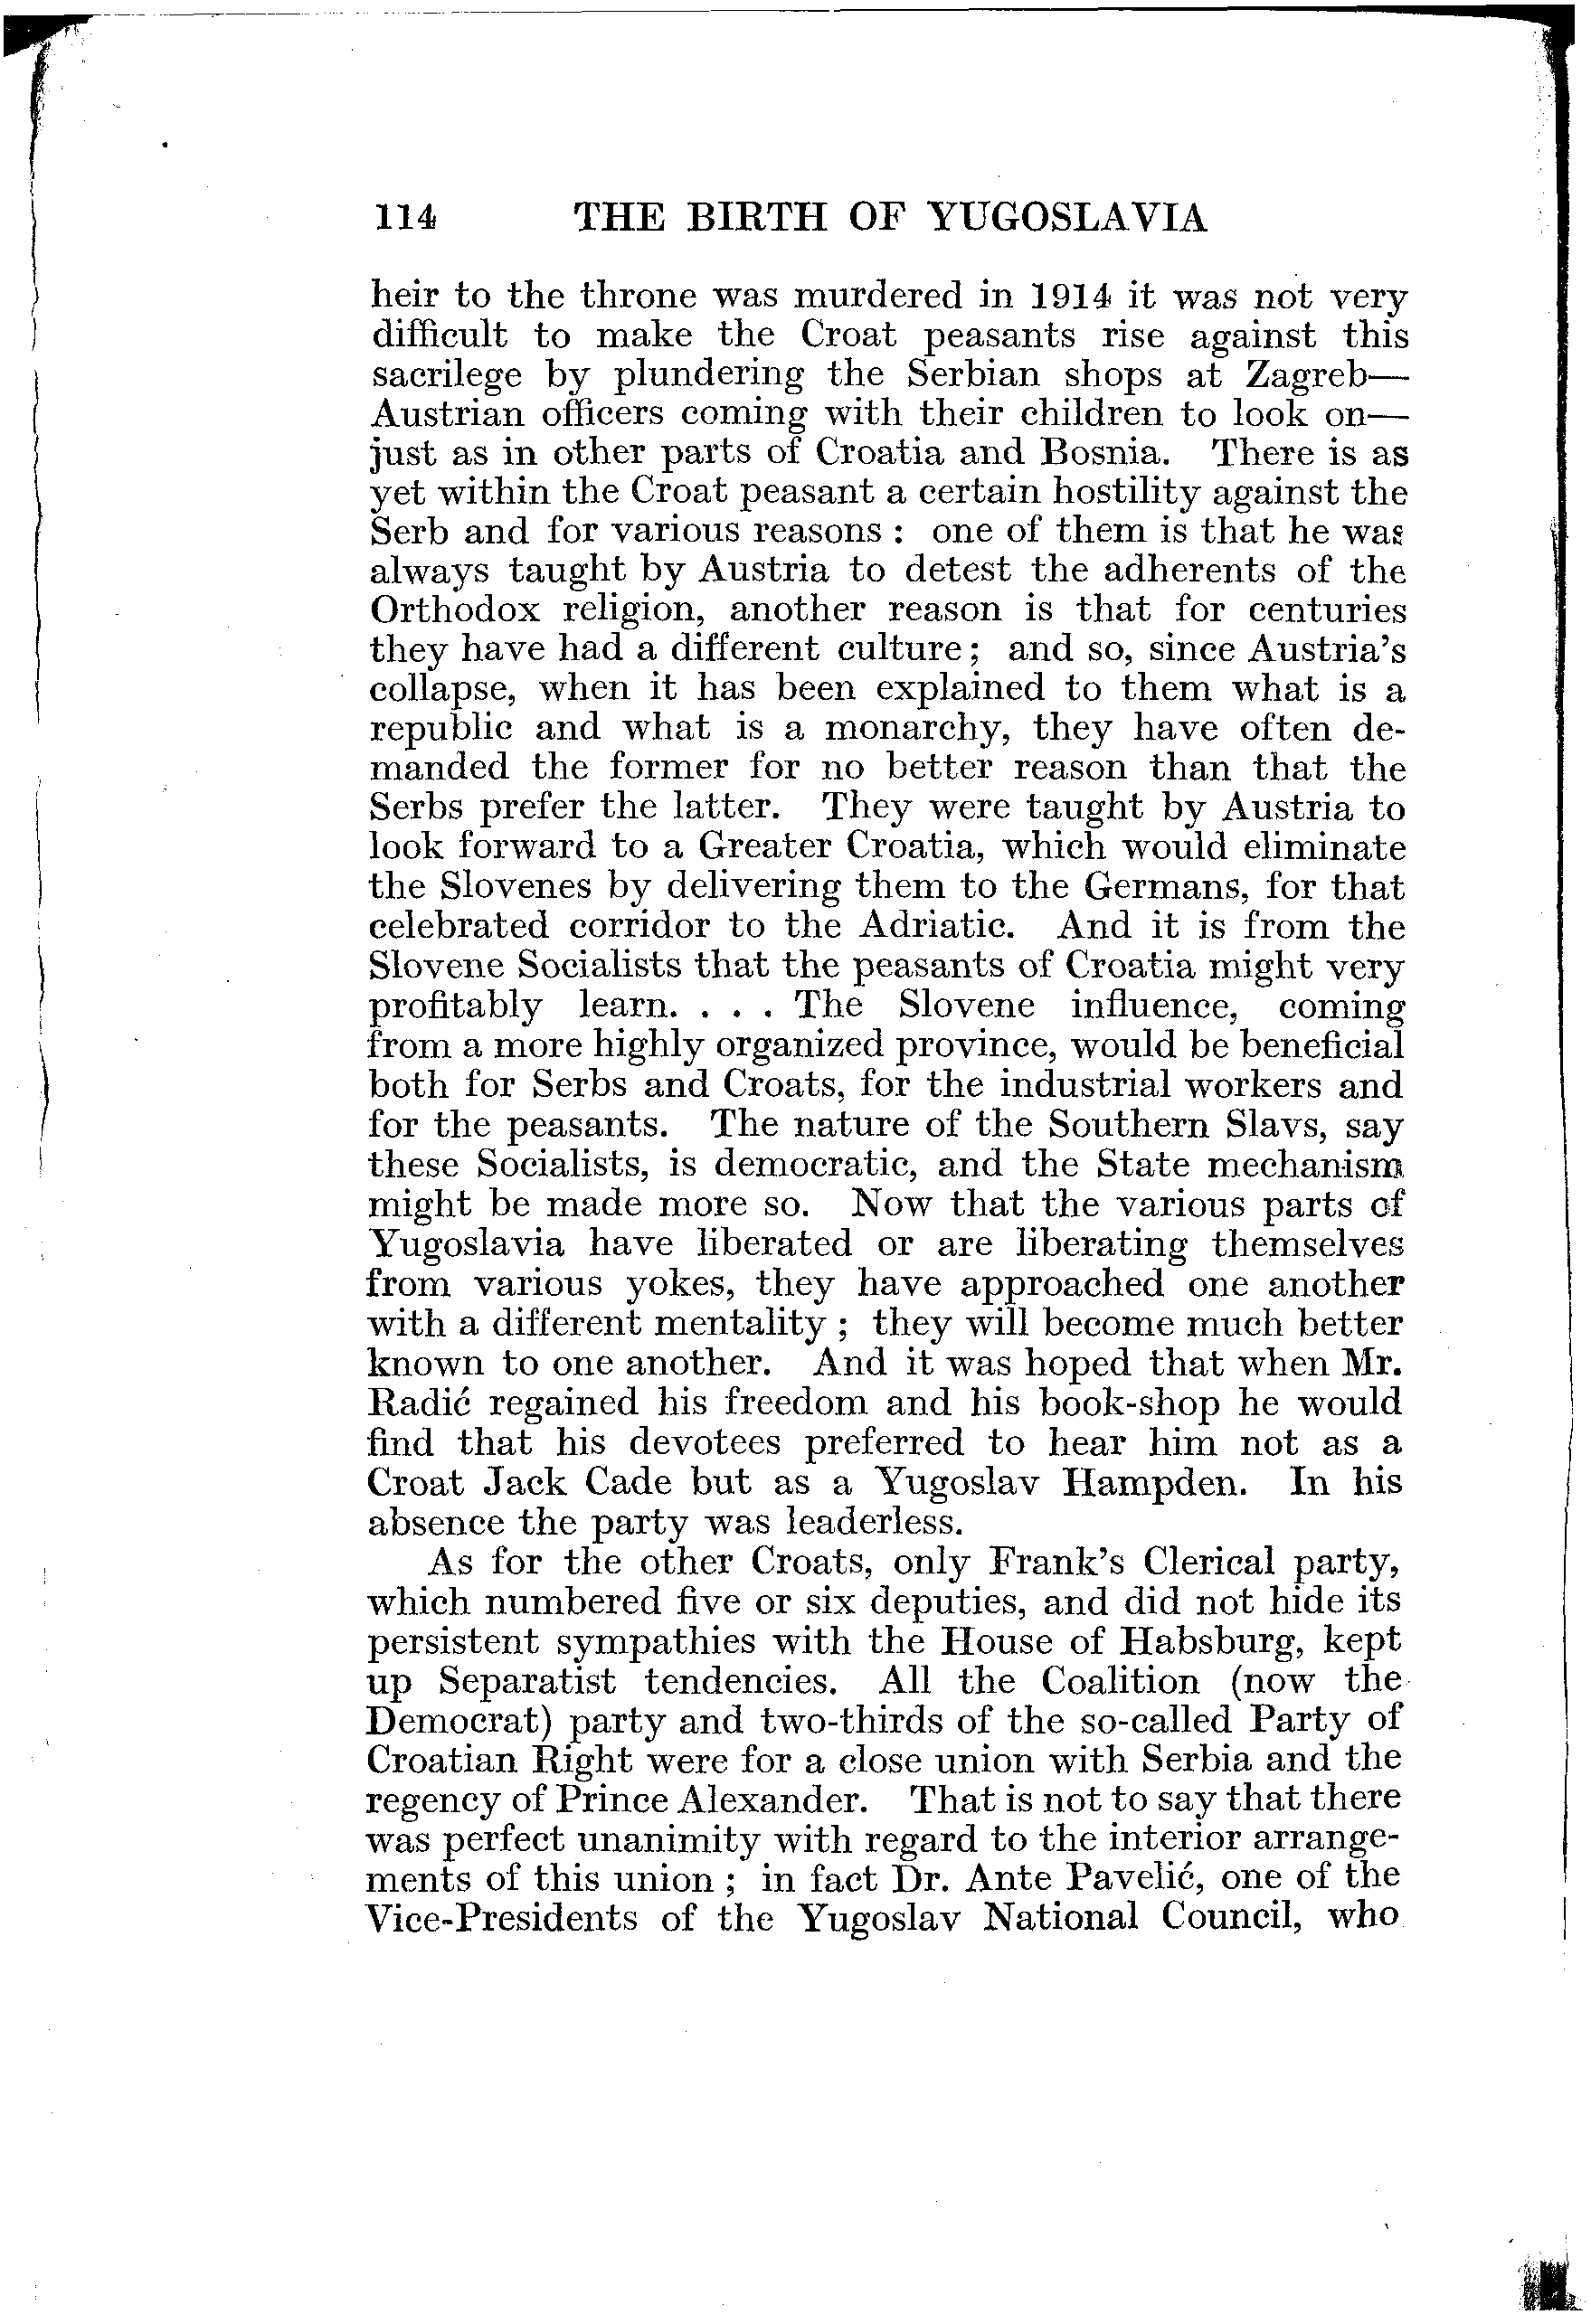 114 THE BIRTH OF YUGOSLAVIA
heir to the throne was murdered in 1914 it was not very
difficult to make the Croat peasants rise against this
sacrilege by plundering the Serbian shops at Zagreb—
Austrian officers coming with their children to look on—
just as in other parts of Croatia and Bosnia. There is as
yet within the Croat peasant a certain hostility against the
Serb and for various reasons : one of them is that he was
always taught by Austria to detest the adherents of the
Orthodox religion, another reason is that for centuries
they have had a different culture ; and so, since Austria's
collapse, when it has been explained to them what is a
republic and what is a monarchy, they have often de-
manded the former for no better reason than that the
Serbs prefer the latter. They were taught by Austria to
look forward to a Greater Croatia, which would eliminate
the Slovenes by delivering them to the Germans, for that
celebrated corridor to the Adriatic. And it is from the
Slovene Socialists that the peasants of Croatia might very
profitably learn. . . . The Slovene influence, coming
from a more highly organized province, would be beneficial
both for Serbs and Croats, for the industrial workers and
for the peasants. The nature of the Southern Slavs, say
these Socialists, is democratic, and the State mechanism
might be made more so. Now that the various parts of
Yugoslavia have liberated or are liberating themselves
from various yokes, they have approached one another
with a different mentality ; they will become much better
known to one another. And it was hoped that when Mr.
Radić regained his freedom and his book-shop he would
find that his devotees preferred to hear him not as a
Croat Jack Cade but as a Yugoslav Hampden. In his
absence the party was leaderless.
As for the other Croats, only Frank's Clerical party,
which numbered five or six deputies, and did not hide its
persistent sympathies with the House of Habsburg, kept
up Separatist tendencies. All the Coalition (now the
Democrat) party and two-thirds of the so-called Party of
Croatian Right were for a close union with Serbia and the
regency of Prince Alexander. That is not to say that there
was perfect unanimity with regard to the interior arrange-
ments of this union ; in fact Dr. Ante Pavelić, one of the
Vice-Presidents of the Yugoslav National Council, who